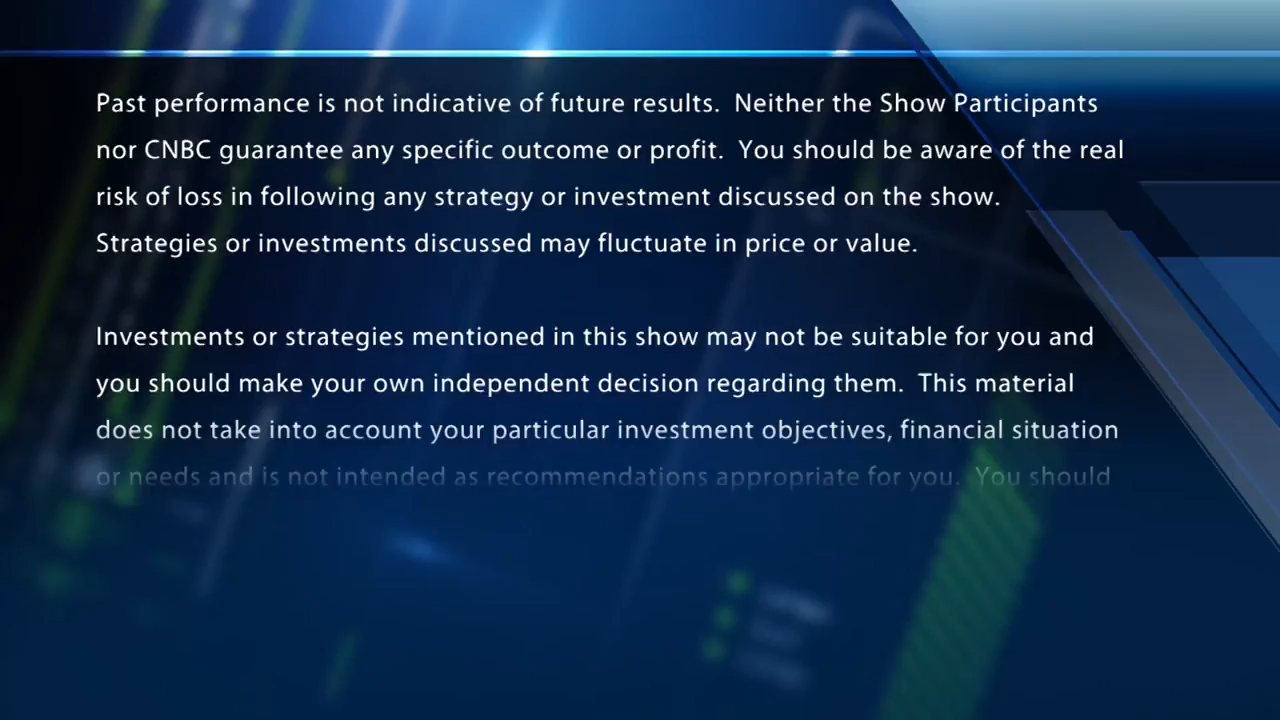 Past performance is not indicative of future results.  Neither the Show Participants
nor CNBC guarantee any specific outcome or profit.  You should be aware of the real
risk of loss in following any strategy or investment discussed on the show.
Strategies or investments discussed may fluctuate in price or value.
Investments or strategies mentioned in this show may not be suitable for you and
you should make your own independent decision regarding them.  This material
does not take into account your particular investment objectives, financial situation
or needs and is not intended as recommendations appropriate for you.  You should